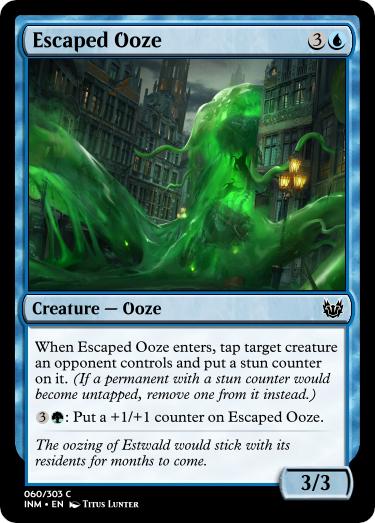 Escaped Ooze 3
Creature — Ooze
When Escaped Ooze enters, tap target creature
an opponent controls and put a stun counter
on it. (If a permanent with a stun counter would
become untapped, remove one from it instead.)
3: Put a +1/+1 counter on Escaped Ooze.
The oozing of Estwald would stick with its
residents for months to come.
3/3
060/303 C
INM • EN Titus Lunter